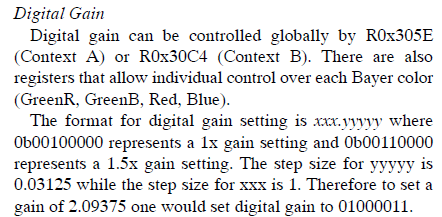 Digital Gain
Digital gain can be controlled globally by R0x305E
(Context A) or R0x30C4 (Context B). There are also
registers that allow individual control over each Bayer color
(GreenR, GreenB, Red, Blue).
The format for digital gain setting is xxx.yyyyy where
0b00100000 represents a 1x gain setting and 0b00110000
represents a 1.5x gain setting. The step size for yyyyy is
0.03125 while the step size for xxx is 1. Therefore to set a
gain of 2.09375 one would set digital gain to 01000011.